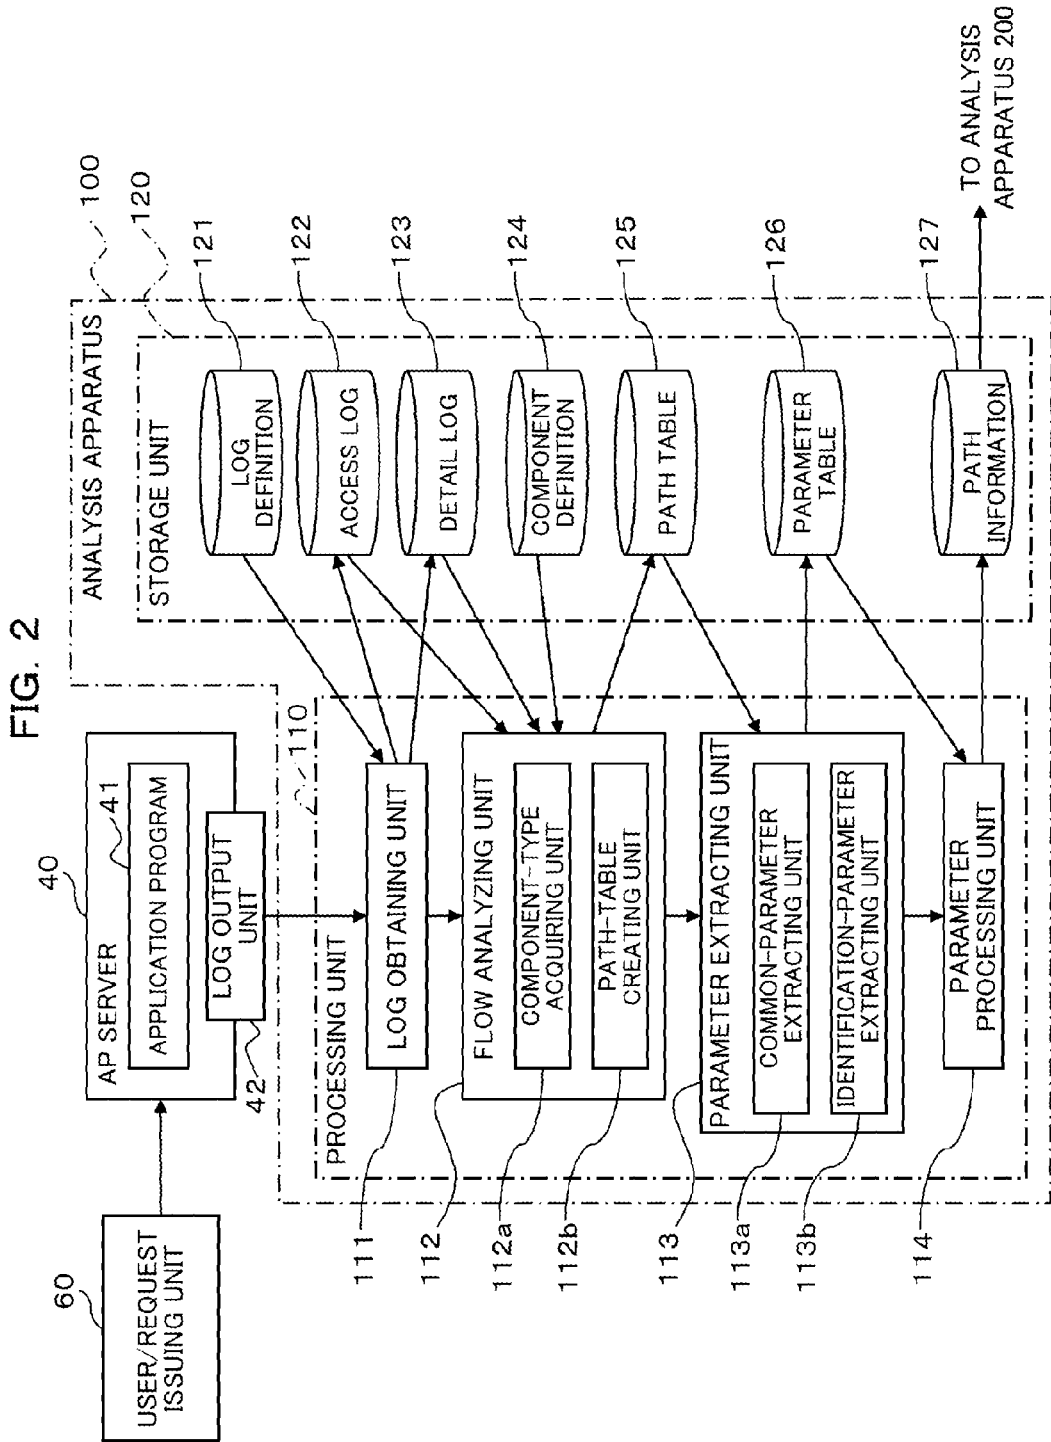 FIG. 2
60
USER/REQUEST
ISSUING UNIT
40
AP SERVER
41
APPLICATION PROGRAM
LOG OUTPUT
UNIT
42
100
ANALYSIS APPARATUS
110
PROCESSING UNIT
111
LOG OBTAINING UNIT
112
FLOW ANALYZING UNIT
112a
COMPONENT-TYPE
ACQUIRING UNIT
112b
PATH-TABLE
CREATING UNIT
113
PARAMETER EXTRACTING UNIT
113a
COMMON-PARAMETER
EXTRACTING UNIT
113b
IDENTIFICATION-PARAMETER
EXTRACTING UNIT
114
PARAMETER
PROCESSING UNIT
120
STORAGE UNIT
121
LOG
DEFINITION
122
ACCESS LOG
123
DETAIL LOG
124
COMPONENT
DEFINITION
125
PATH TABLE
126
PARAMETER
TABLE
127
PATH
INFORMATION
TO ANALYSIS
APPARATUS 200